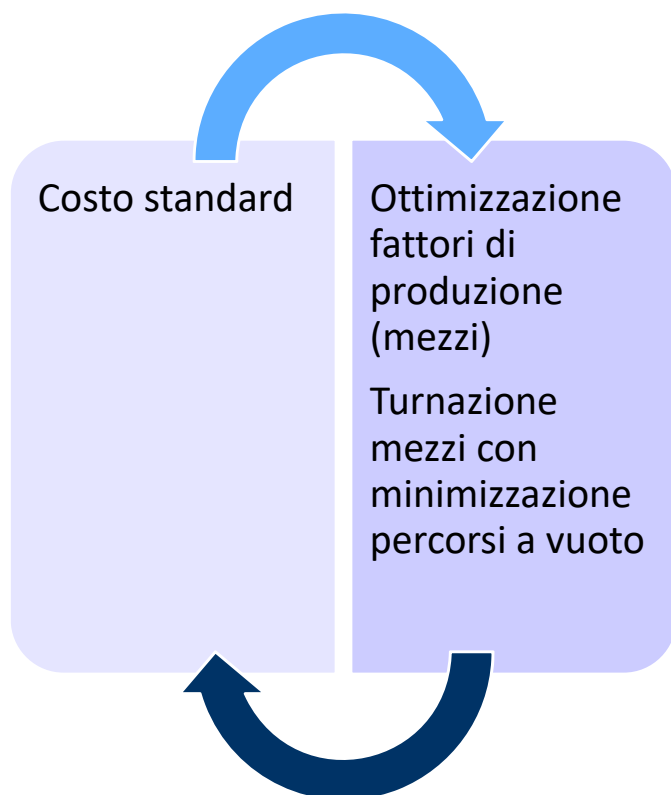 Costo standard
Ottimizzazione
fattori di
produzione
(mezzi)
Turnazione
mezzi con
minimizzazione
percorsi a vuoto